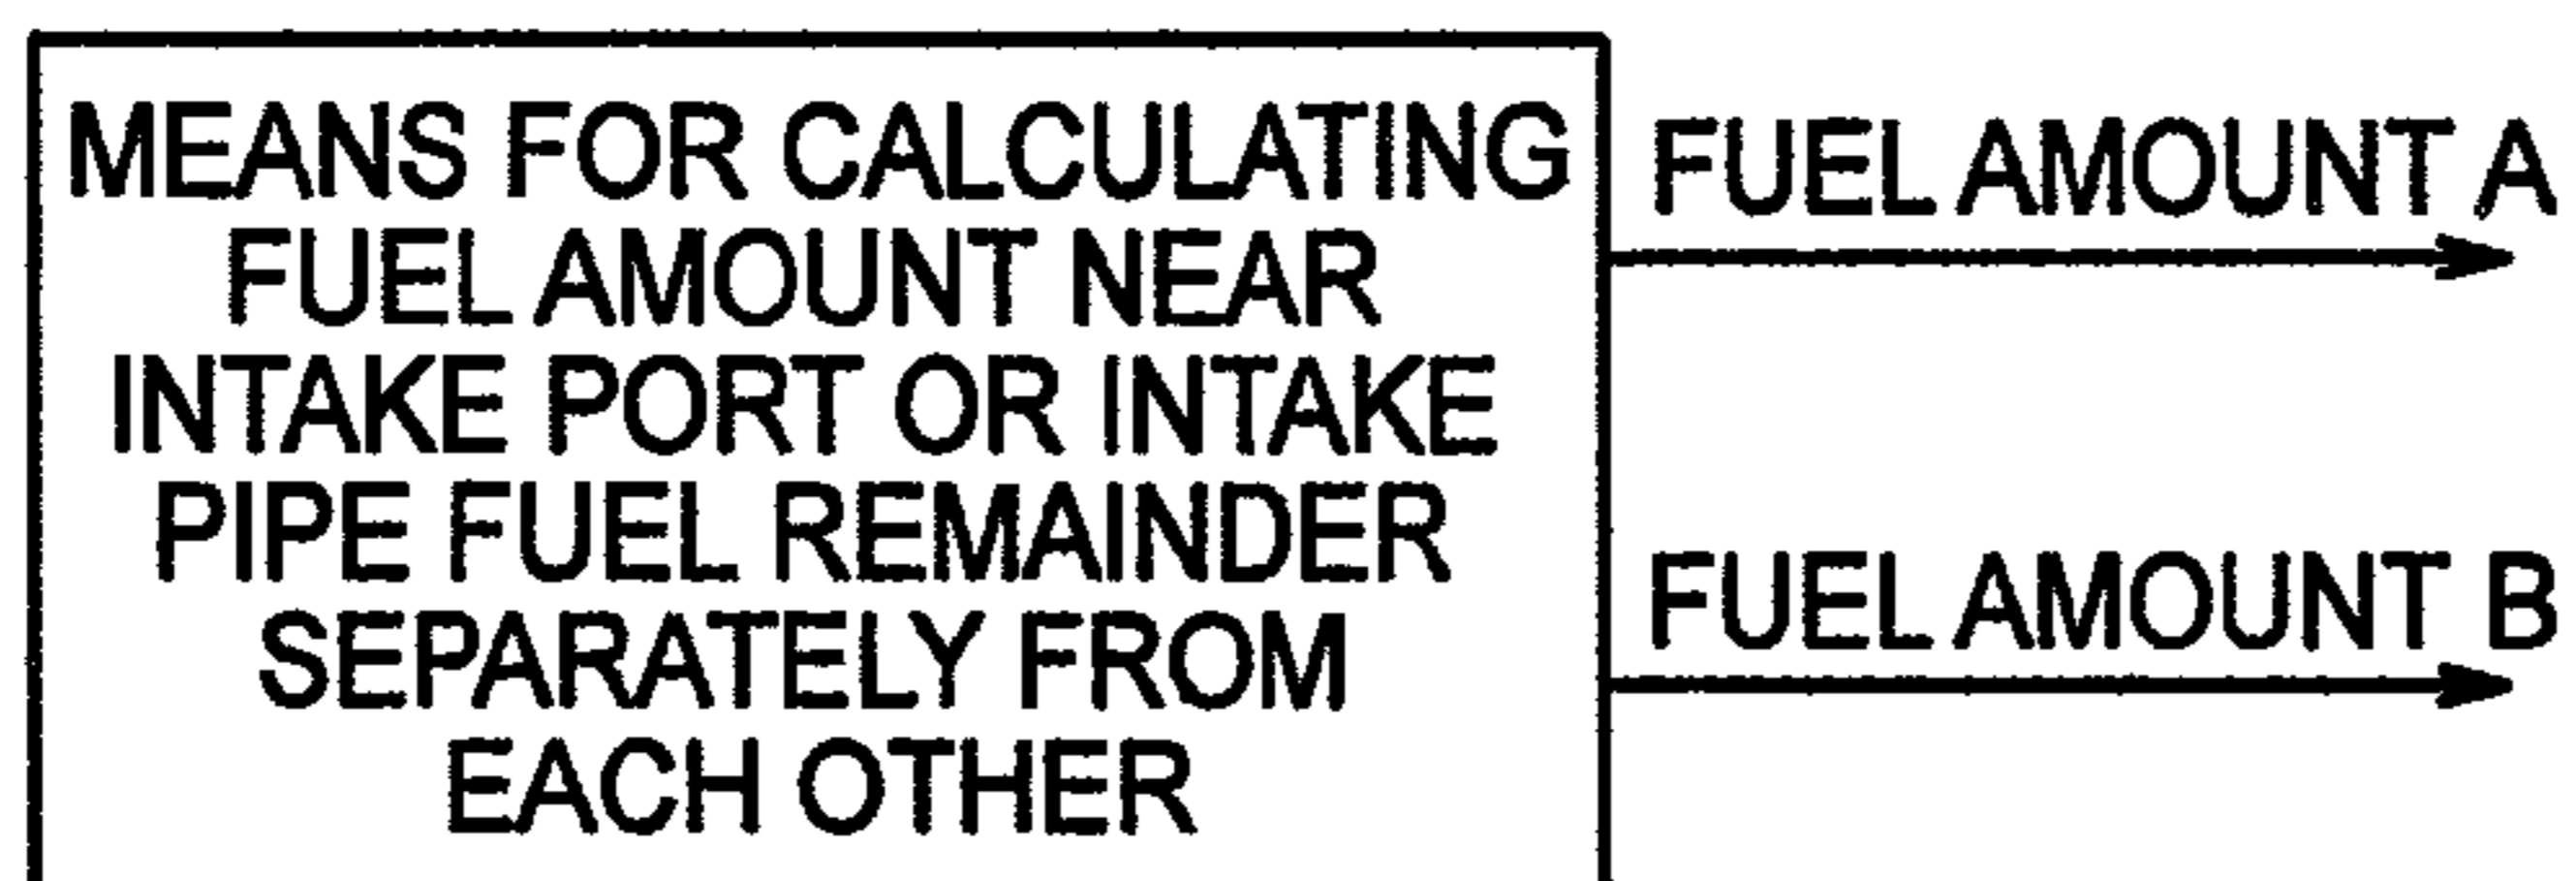 MEANS FOR CALCULATING
FUEL AMOUNT NEAR
INTAKE PORT OR INTAKE
PIPE FUEL REMAINDER
SEPARATELY FROM
EACH OTHER
FUEL AMOUNT A
FUEL AMOUNT B